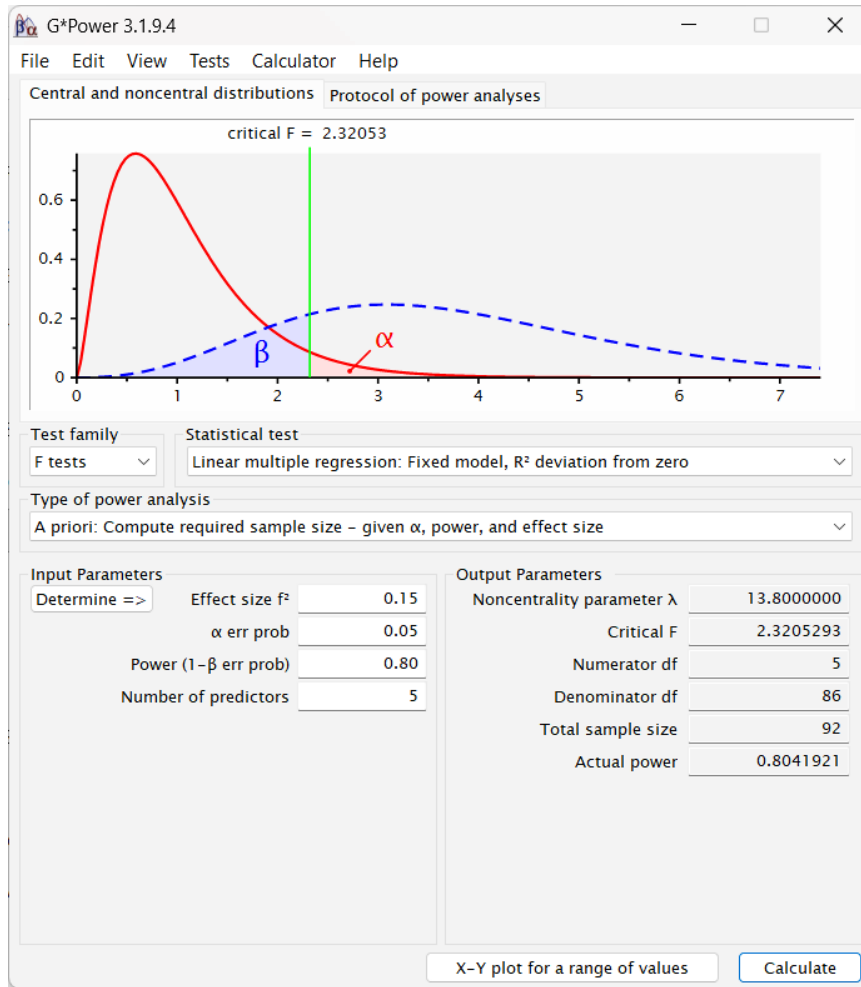 G*Power 3.1.9.4
File Edit View Tests Calculator Help
Central and noncentral distributions Protocol of power analyses
critical F = 2.32053
0.6
0.4
0.2
0
β
α
0 1 2 3 4 5 6 7
Test family Statistical test
F tests Linear multiple regression: Fixed model, R² deviation from zero
Type of power analysis
A priori: Compute required sample size – given α, power, and effect size
Input Parameters Output Parameters
Determine => Effect size f² 0.15 Noncentrality parameter λ 13.8000000
α err prob 0.05 Critical F 2.3205293
Power (1-β err prob) 0.80 Numerator df 5
Number of predictors 5 Denominator df 86
Total sample size 92
Actual power 0.8041921
X-Y plot for a range of values Calculate